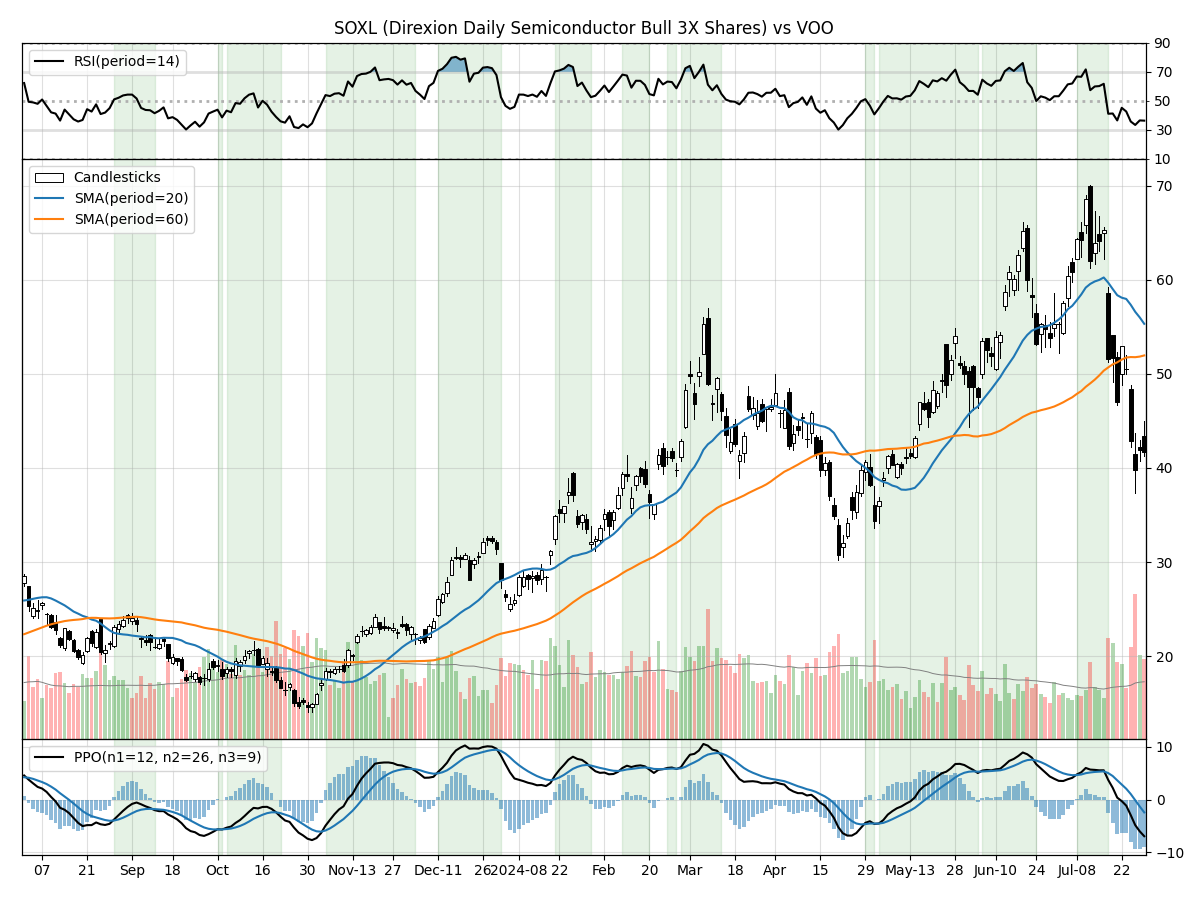 SOXL (Direxion Daily Semiconductor Bull 3X Shares) vs VOO
RSI(period=14)
90
70
50
30
10
Candlesticks
SMA(period=20)
SMA(period=60)
70
60
50
40
30
20
PPO(n1=12, n2=26, n3=9)
10
0
−10
07 21 Sep 18 Oct 16 30 Nov-13 27 Dec-11 26 2024-08 22 Feb 20 Mar 18 Apr 15 29 May-13 28 Jun-10 24 Jul-08 22